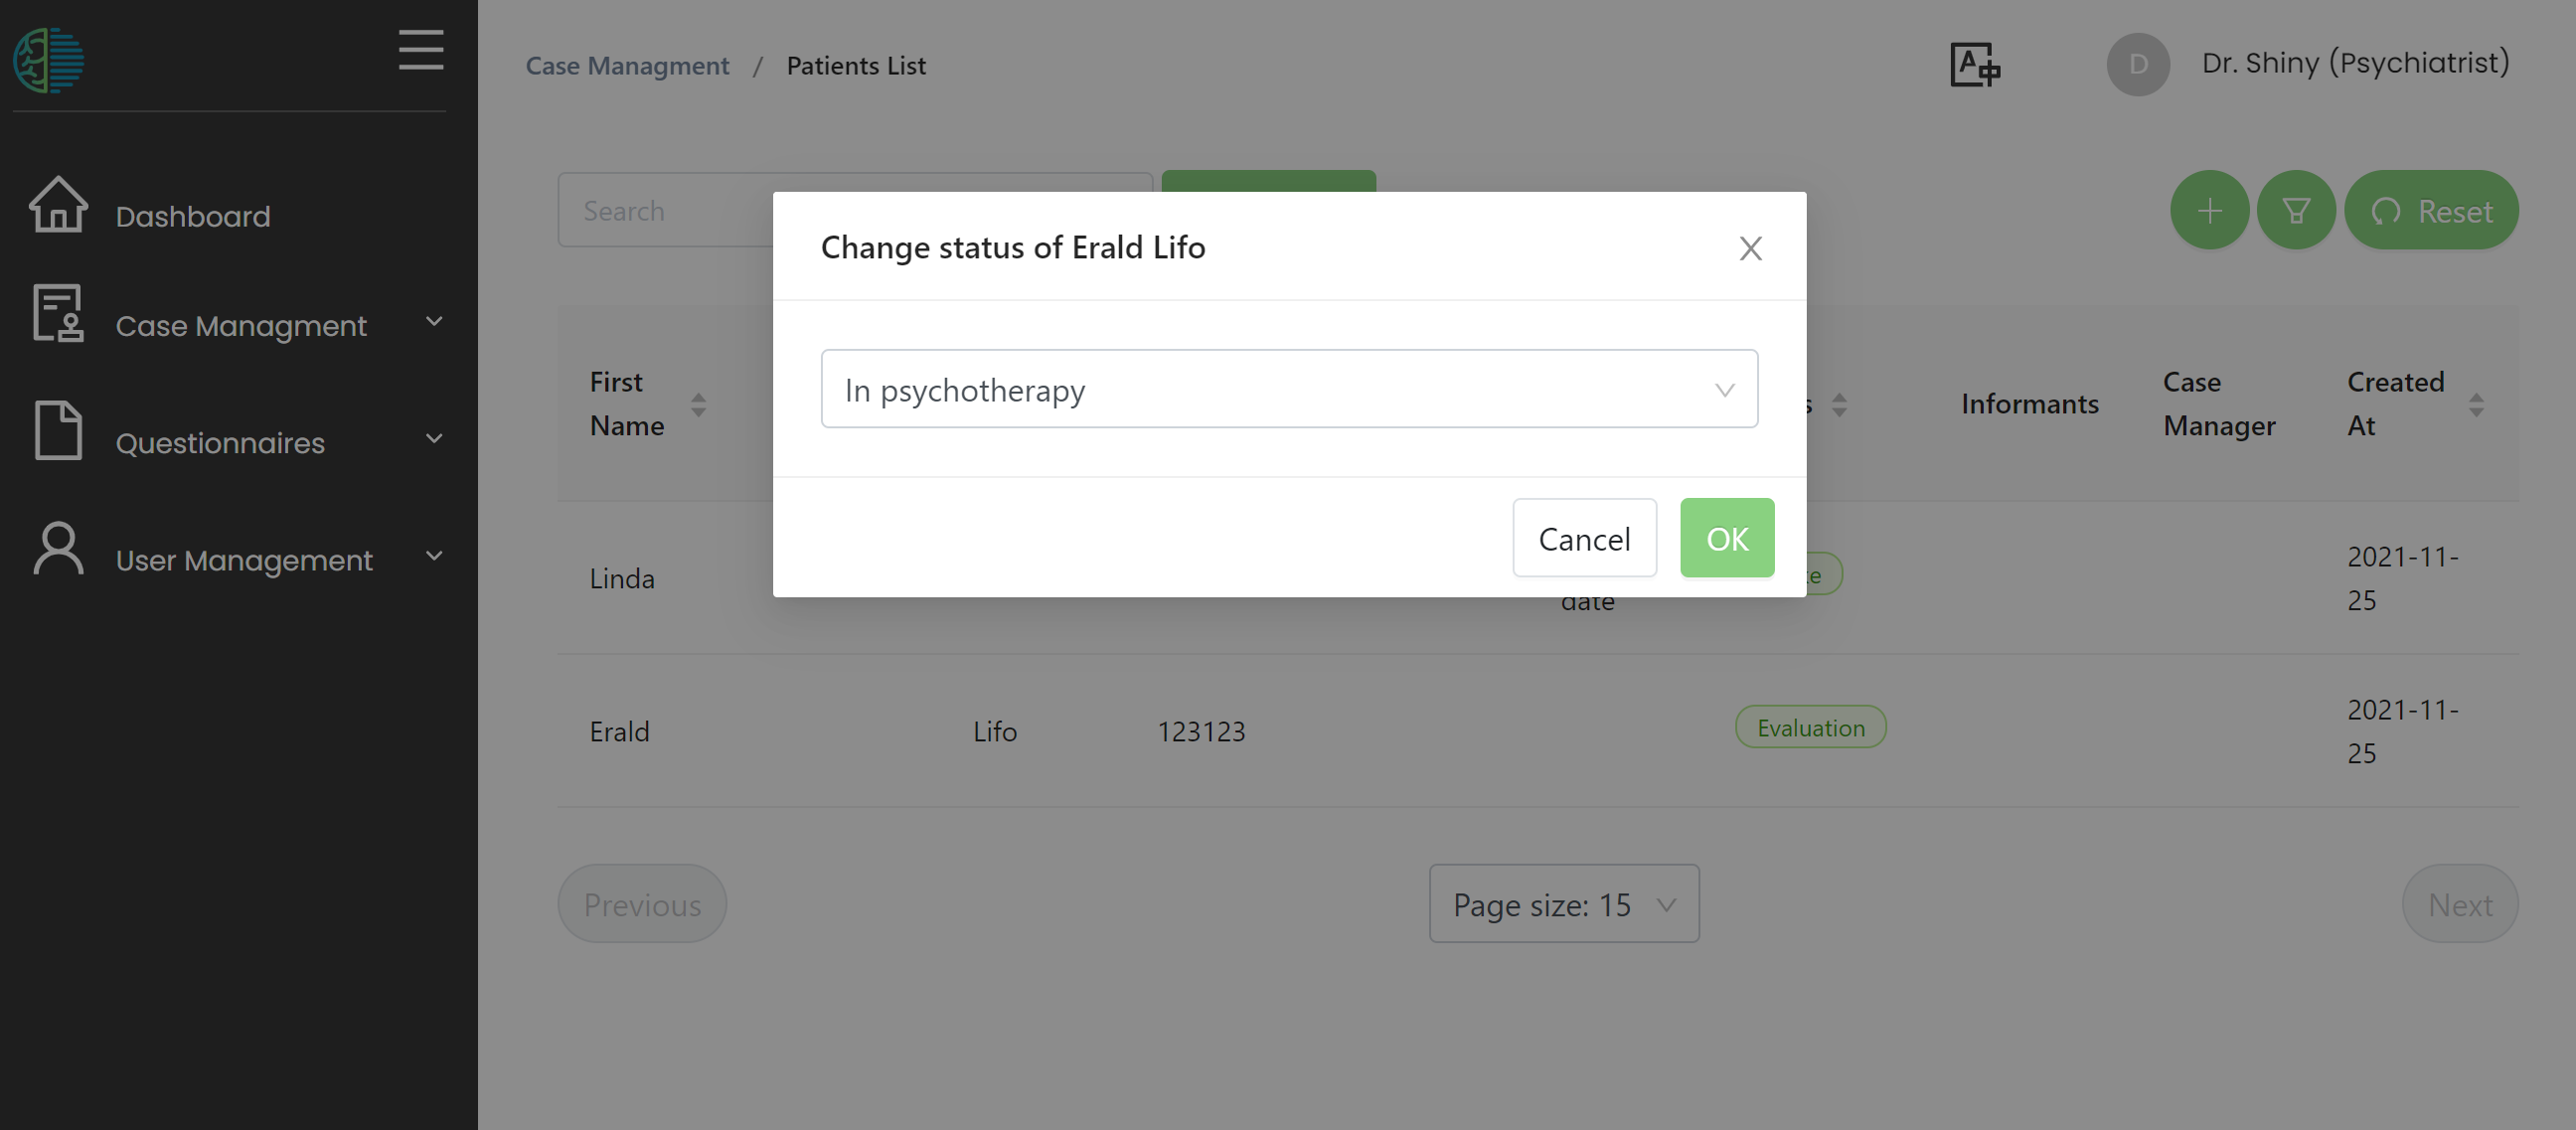 Case Managment / Patients List
Dr. Shiny (Psychiatrist)
D
A
Dashboard
Case Managment
Questionnaires
User Management
Search
Reset
Change status of Erald Lifo
In psychotherapy
Cancel
OK
First
Name
Informants
Case
Manager
Created
At
Linda
date
2021-11-
25
Erald
Lifo
123123
Evaluation
2021-11-
25
Previous
Page size: 15
Next